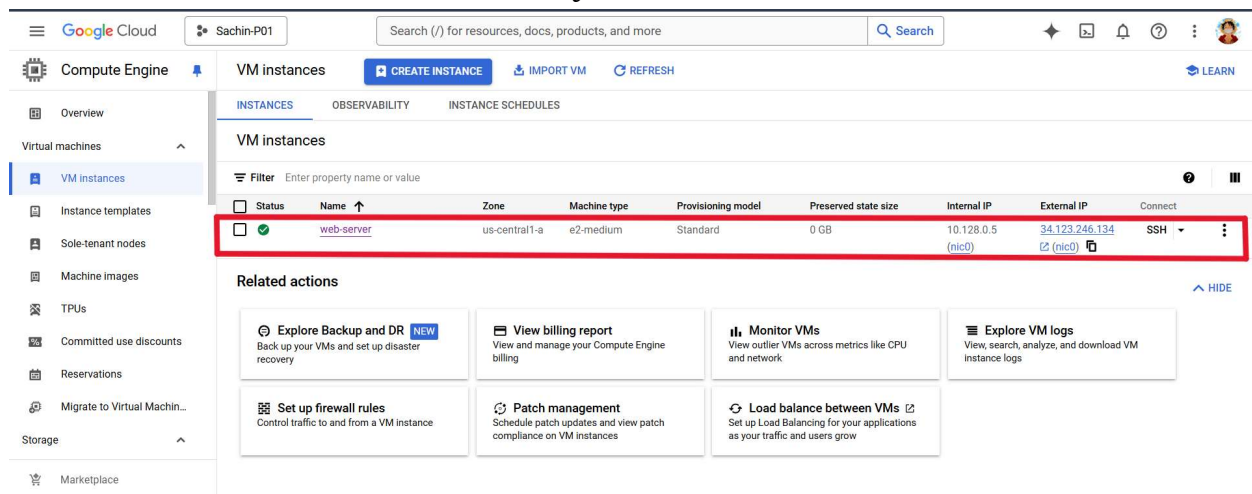 Google Cloud
Sachin-P01
Search (/) for resources, docs, products, and more
Search
Compute Engine
VM instances
CREATE INSTANCE
IMPORT VM
REFRESH
LEARN
Overview
Virtual machines
VM instances
Instance templates
Sole-tenant nodes
Machine images
TPUs
Committed use discounts
Reservations
Migrate to Virtual Machin...
Storage
Marketplace
INSTANCES OBSERVABILITY INSTANCE SCHEDULES
VM instances
Filter Enter property name or value
Status Name Zone Machine type Provisioning model Preserved state size Internal IP External IP Connect
web-server us-central1-a e2-medium Standard 0 GB 10.128.0.5 34.123.246.134 SSH
(nic0) (nic0)
Related actions
HIDE
Explore Backup and DR NEW
Back up your VMs and set up disaster
recovery
View billing report
View and manage your Compute Engine
billing
Monitor VMs
View outlier VMs across metrics like CPU
and network
Explore VM logs
View, search, analyze, and download VM
instance logs
Set up firewall rules
Control traffic to and from a VM instance
Patch management
Schedule patch updates and view patch
compliance on VM instances
Load balance between VMs
Set up Load Balancing for your applications
as your traffic and users grow